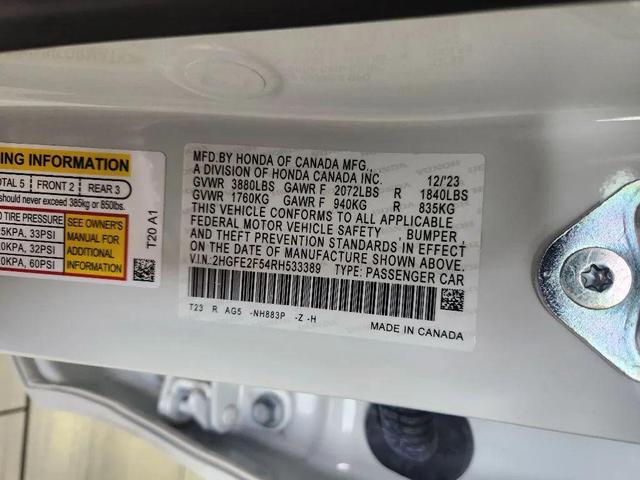 NG INFORMATION
TOTAL 5 FRONT 2 REAR 3
should never exceed 385kg or 850lbs.
TIRE PRESSURE
5KPA, 33PSI
0KPA, 32PSI
0KPA, 60PSI
SEE OWNER'S
MANUAL FOR
ADDITIONAL
INFORMATION
T20 A1
MFD.BY HONDA OF CANADA MFG.,
A DIVISION OF HONDA CANADA INC. 12/23
GVWR 3880LBS GAWR F 2072LBS R 1840LBS
GVWR 1760KG GAWR F 940KG R 835KG
THIS VEHICLE CONFORMS TO ALL APPLICABLE
FEDERAL MOTOR VEHICLE SAFETY, BUMPER,
AND THEFT PREVENTION STANDARDS IN EFFECT
ON THE DATE OF MANUFACTURE SHOWN ABOVE.
V.I.N:2HGFE2F54RH533389 TYPE: PASSENGER CAR
T23 R AG5 -NH883P -Z -H
MADE IN CANADA